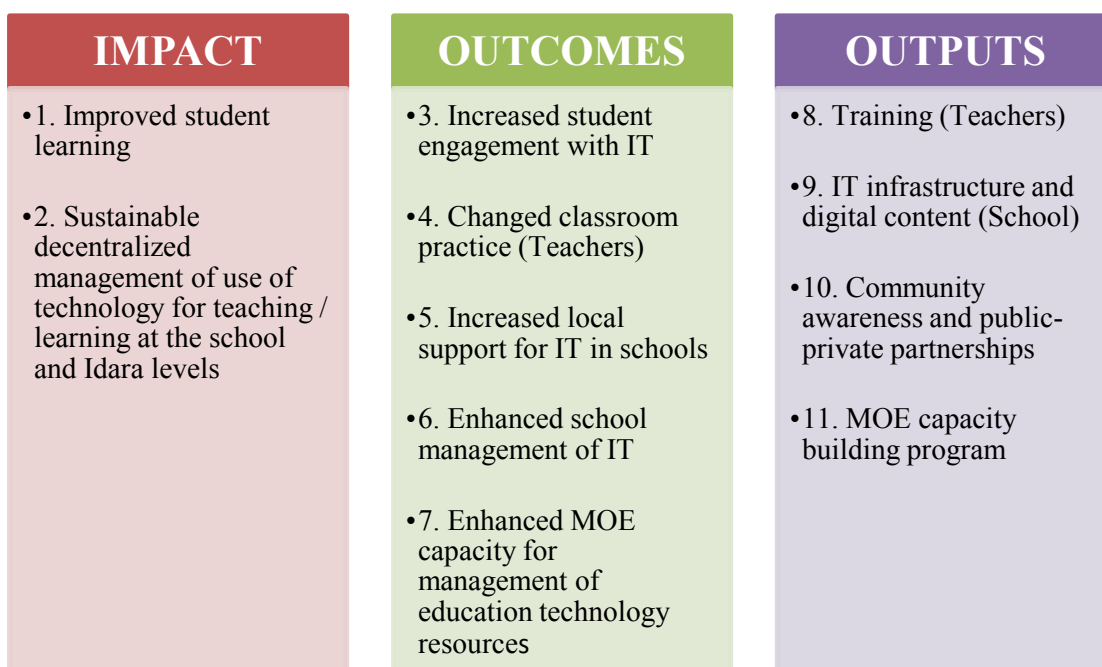 IMPACT
•1. Improved student
learning
•2. Sustainable
decentralized
management of use of
technology for teaching /
learning at the school
and Idara levels
OUTCOMES
•3. Increased student
engagement with IT
•4. Changed classroom
practice (Teachers)
•5. Increased local
support for IT in schools
•6. Enhanced school
management of IT
•7. Enhanced MOE
capacity for
management of
education technology
resources
OUTPUTS
•8. Training (Teachers)
•9. IT infrastructure and
digital content (School)
•10. Community
awareness and public-
private partnerships
•11. MOE capacity
building program